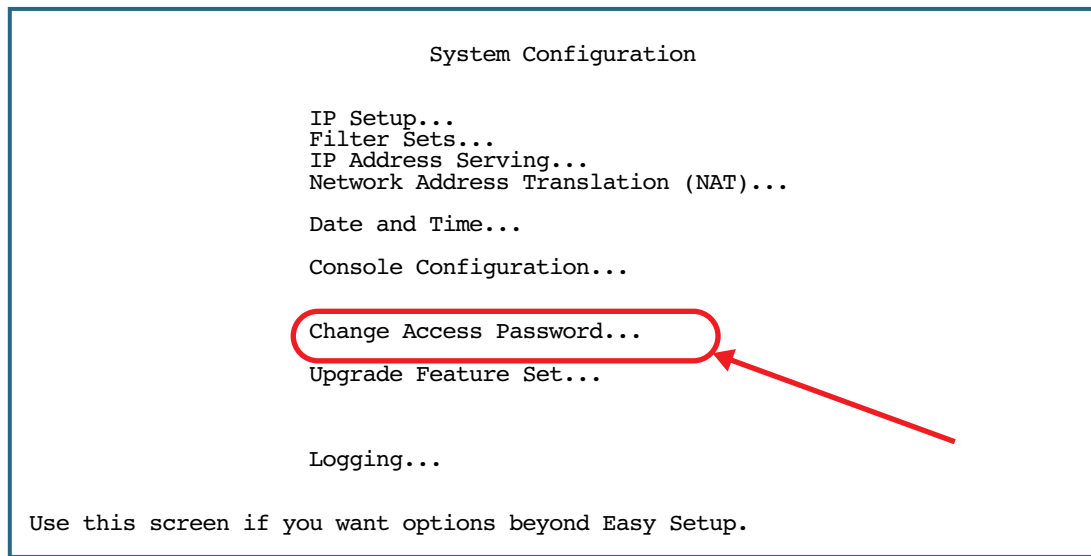 System Configuration
IP Setup...
Filter Sets...
IP Address Serving...
Network Address Translation (NAT)...
Date and Time...
Console Configuration...
Change Access Password...
Upgrade Feature Set...
Logging...
Use this screen if you want options beyond Easy Setup.